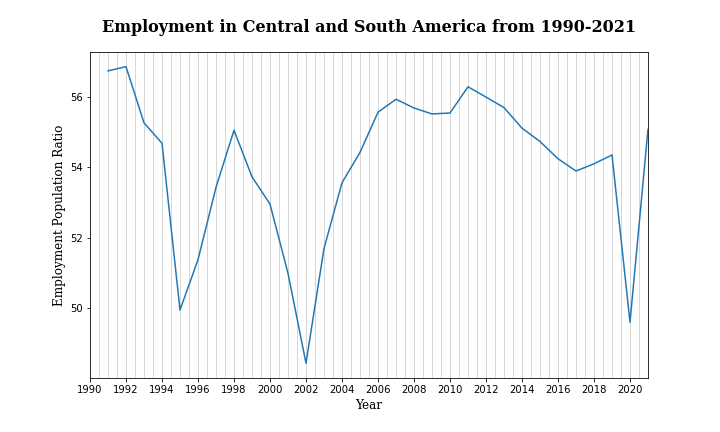 Employment in Central and South America from 1990-2021
Employment Population Ratio
56
54
52
50
1990 1992 1994 1996 1998 2000 2002 2004 2006 2008 2010 2012 2014 2016 2018 2020
Year